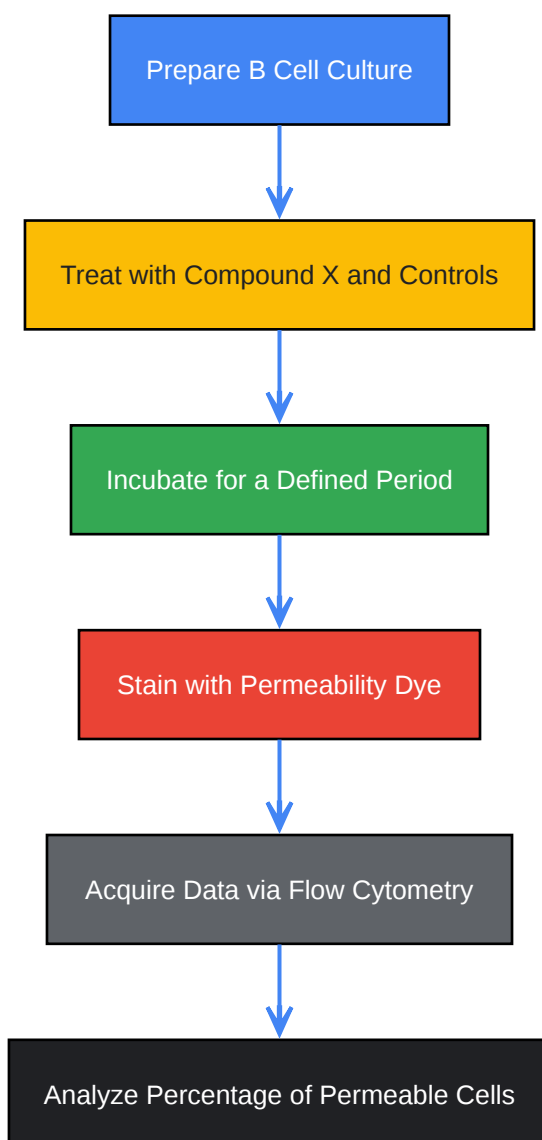 Prepare B Cell Culture
Treat with Compound X and Controls
Incubate for a Defined Period
Stain with Permeability Dye
Acquire Data via Flow Cytometry
Analyze Percentage of Permeable Cells